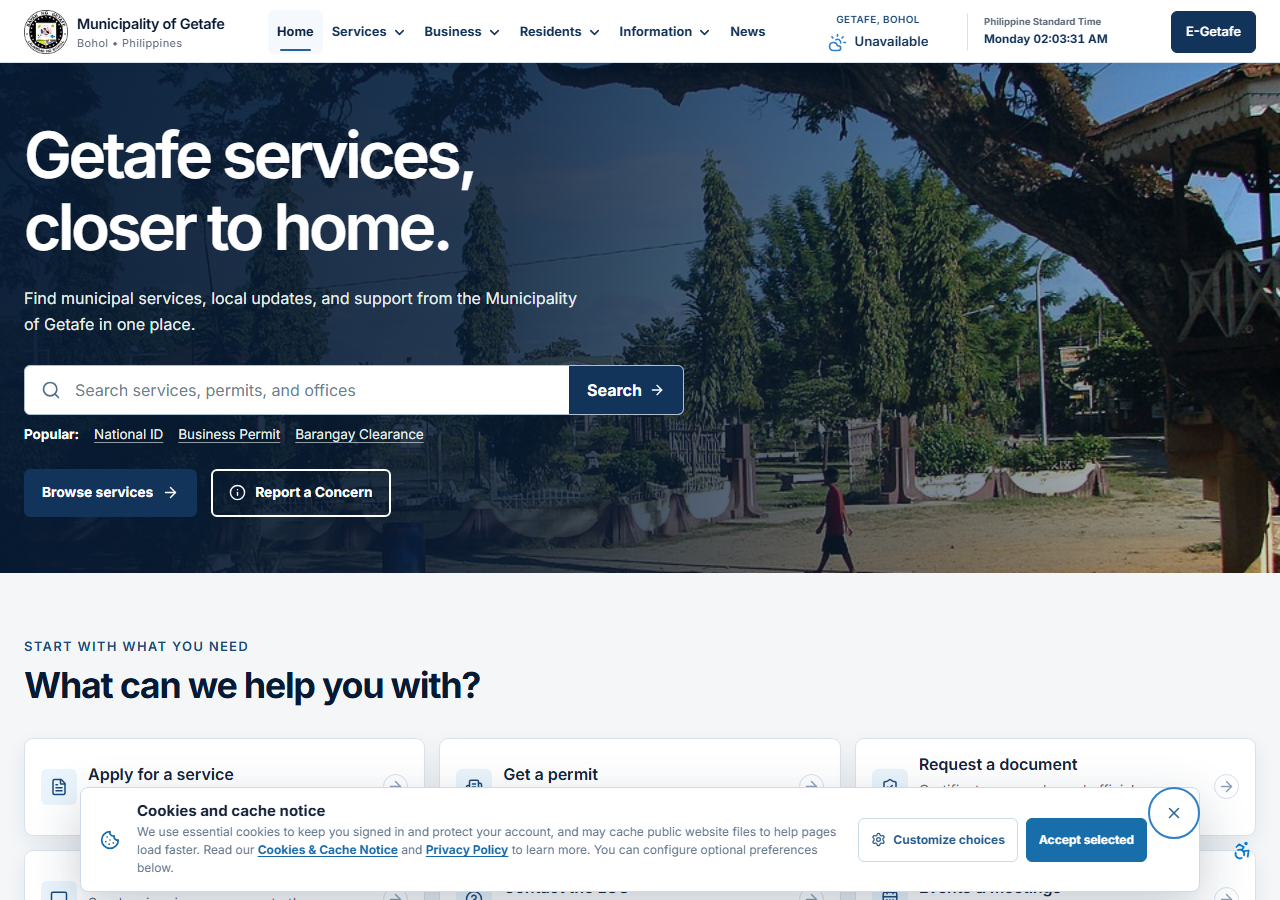 Municipality of Getafe
Bohol • Philippines
Home
Services
Business
Residents
Information
News
GETAFE, BOHOL
Unavailable
Philippine Standard Time
Monday 02:03:31 AM
E-Getafe
Getafe services,
closer to home.
Find municipal services, local updates, and support from the Municipality
of Getafe in one place.
Search services, permits, and offices
Search
Popular: National ID Business Permit Barangay Clearance
Browse services
Report a Concern
START WITH WHAT YOU NEED
What can we help you with?
Apply for a service
Get a permit
Request a document
Cookies and cache notice
We use essential cookies to keep you signed in and protect your account, and may cache public website files to help pages
load faster. Read our Cookies & Cache Notice and Privacy Policy to learn more. You can configure optional preferences
below.
Customize choices
Accept selected